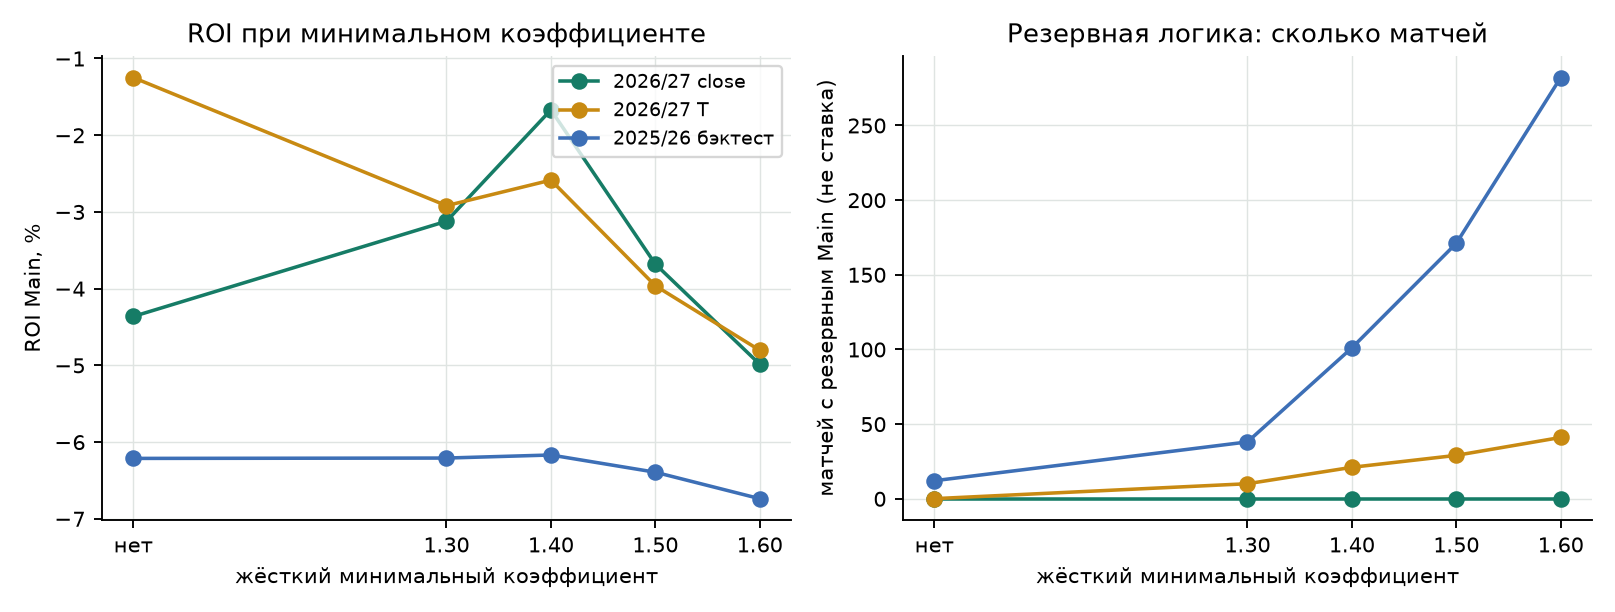 ROI при минимальном коэффициенте
ROI Main, %
−1
−2
−3
−4
−5
−6
−7
2026/27 close
2026/27 T
2025/26 бэктест
нет
1.30
1.40
1.50
1.60
жёсткий минимальный коэффициент
Резервная логика: сколько матчей
матчей с резервным Main (не ставка)
250
200
150
100
50
0
нет
1.30
1.40
1.50
1.60
жёсткий минимальный коэффициент